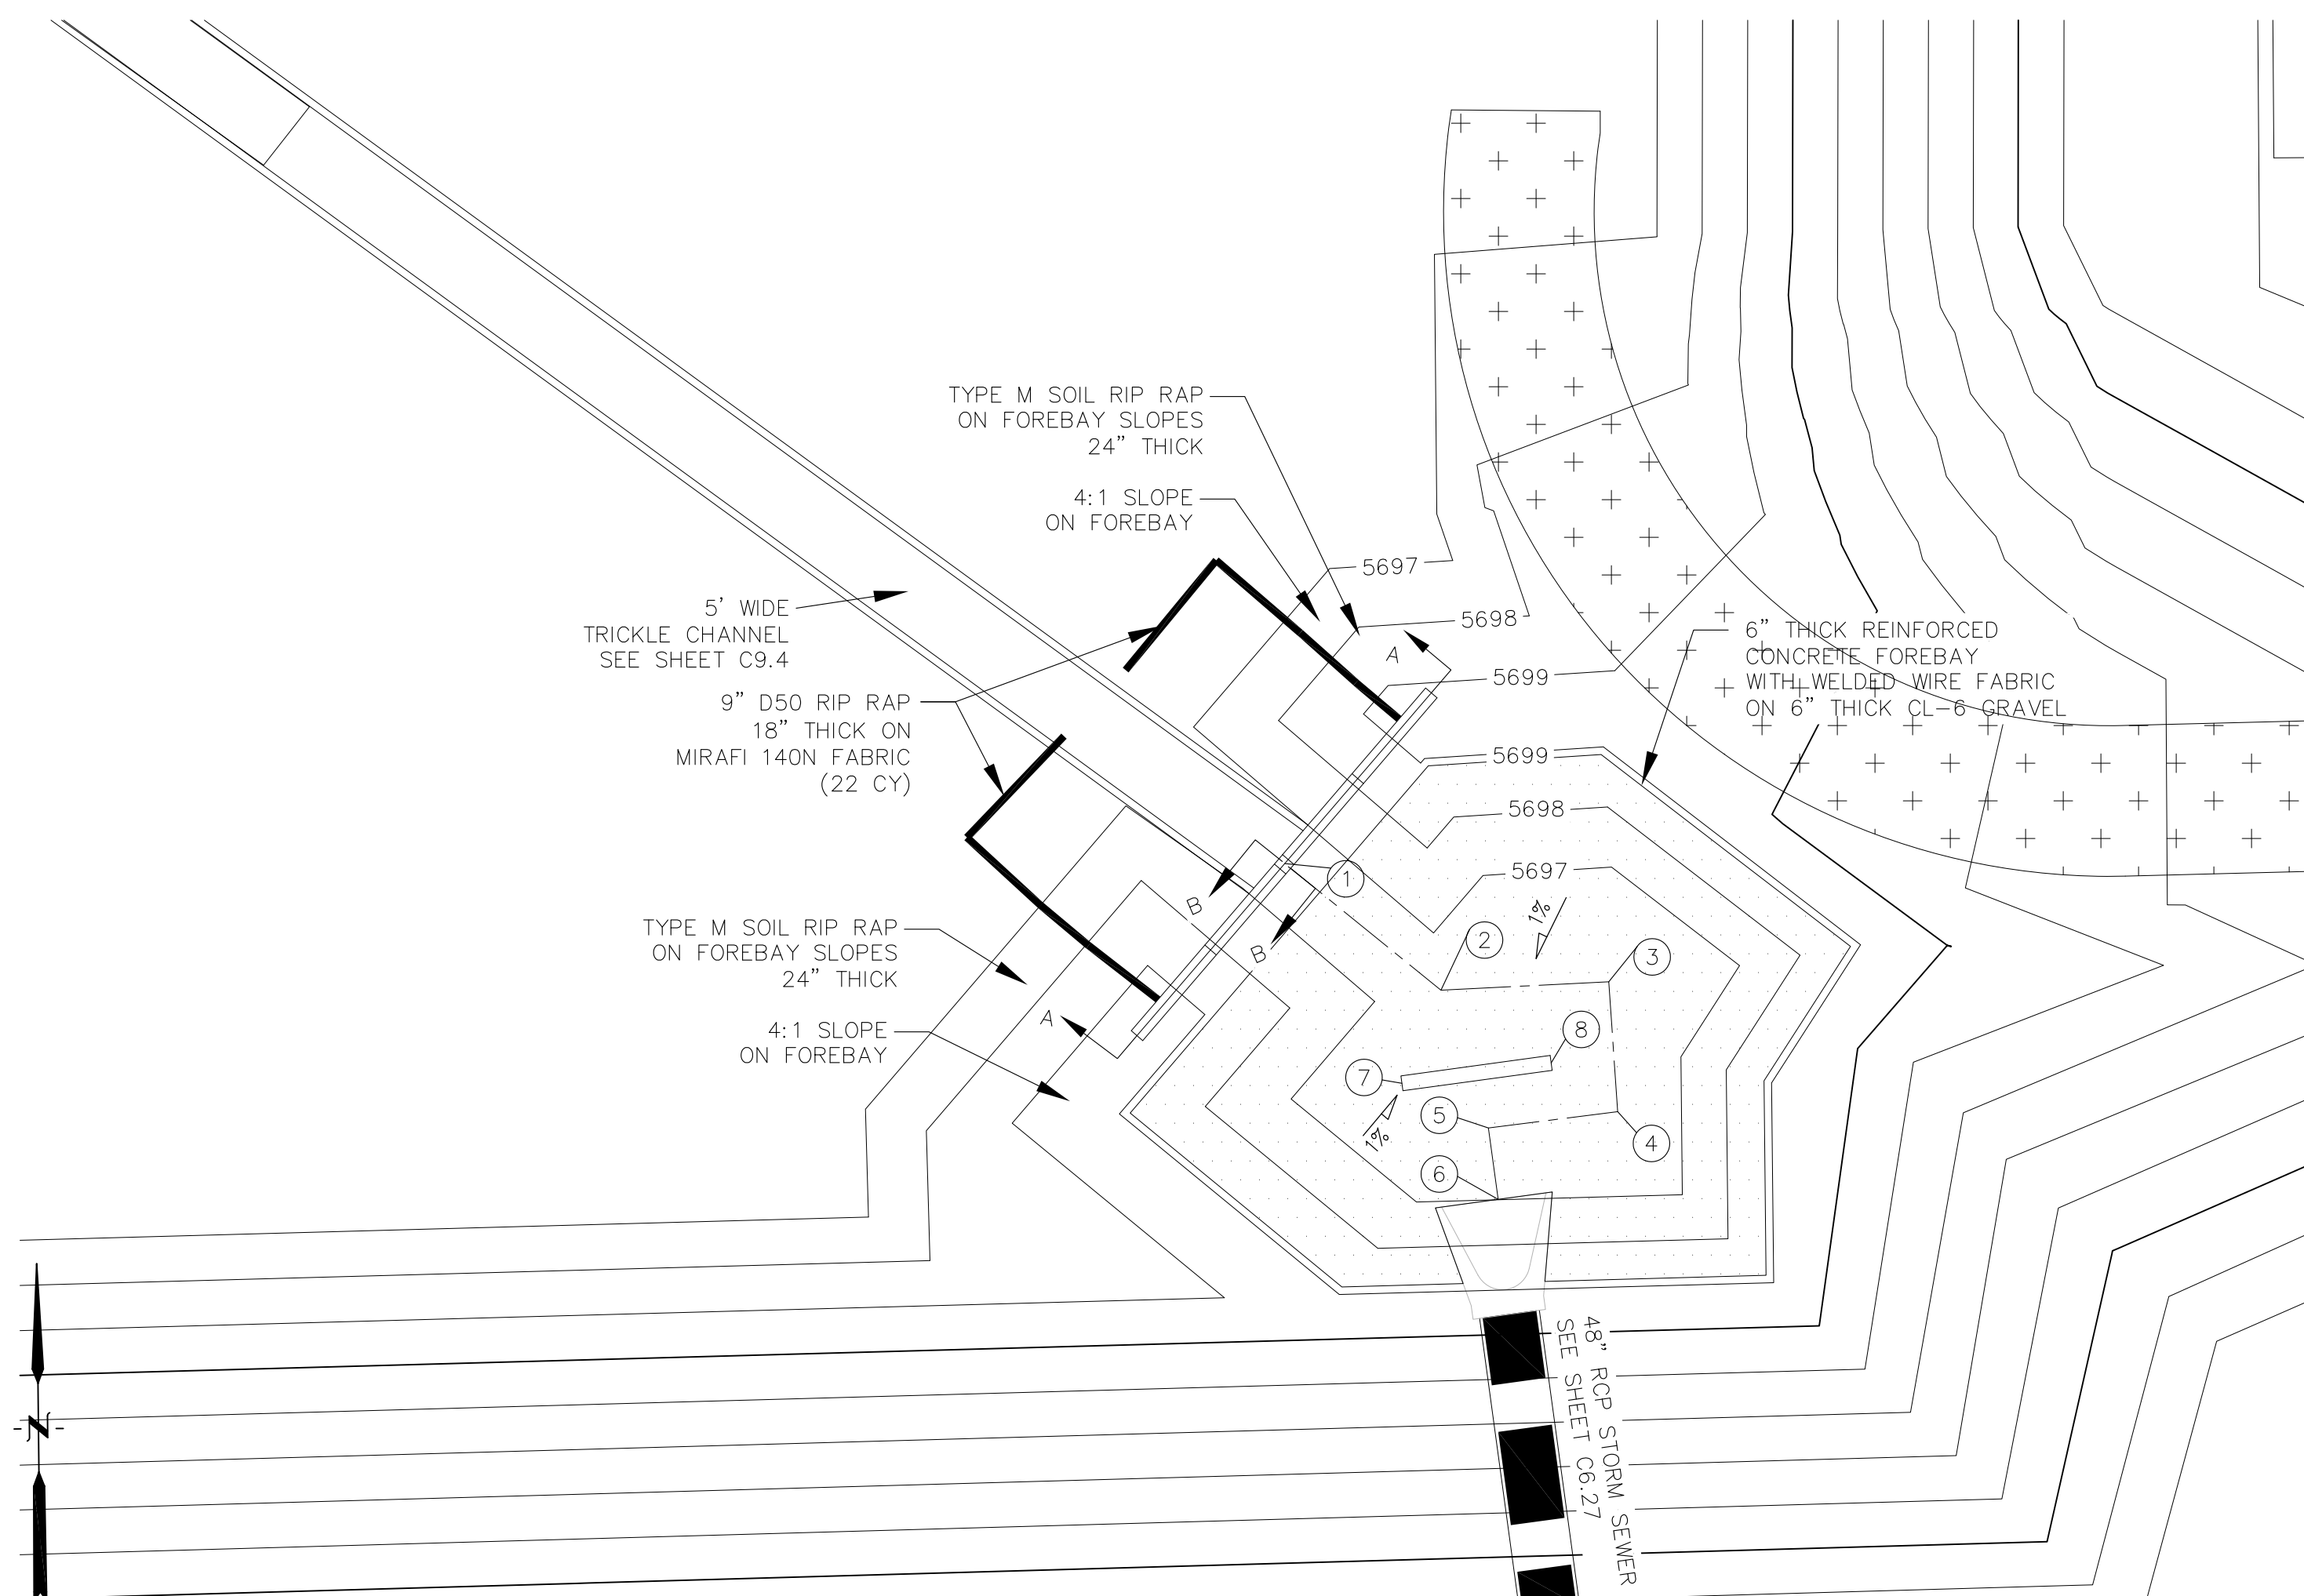 TYPE M SOIL RIP RAP
ON FOREBAY SLOPES
24" THICK
4:1 SLOPE
ON FOREBAY
5697
5698
5699
A
5' WIDE
TRICKLE CHANNEL
SEE SHEET C9.4
6" THICK REINFORCED
CONCRETE FOREBAY
WITH WELDED WIRE FABRIC
ON 6" THICK CL-6 GRAVEL
9" D50 RIP RAP
18" THICK ON
MIRAFI 140N FABRIC
(22 CY)
5699
5698
5697
1
B
B
1%
2
3
TYPE M SOIL RIP RAP
ON FOREBAY SLOPES
24" THICK
A
4:1 SLOPE
ON FOREBAY
8
7
5
1%
4
6
48" RCP STORM SEWER
SEE SHEET C6.27
N